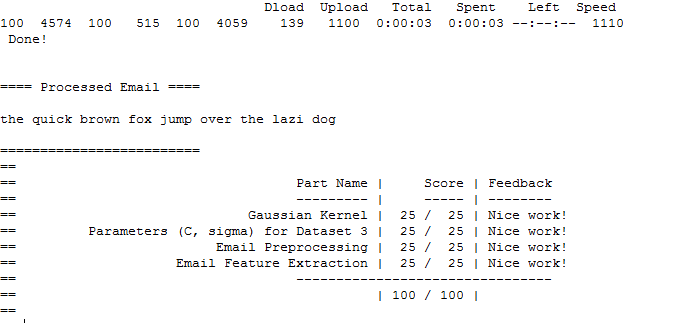 Dload  Upload   Total   Spent    Left  Speed
100  4574  100   515  100  4059    139   1100  0:00:03  0:00:03 --:--:--  1110
Done!
==== Processed Email ====
the quick brown fox jump over the lazi dog
=========================
==
==                                   Part Name |     Score | Feedback
==                                   --------- |     ----- | --------
==                             Gaussian Kernel |  25 /  25 | Nice work!
==         Parameters (C, sigma) for Dataset 3 |  25 /  25 | Nice work!
==                         Email Preprocessing |  25 /  25 | Nice work!
==                    Email Feature Extraction |  25 /  25 | Nice work!
==                                   --------------------------------
==                                             | 100 / 100 |
==